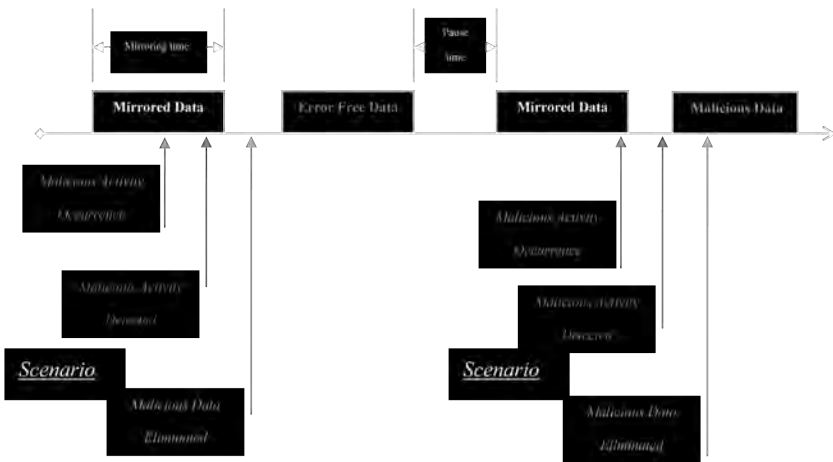 Mirroring time
Pause
time
Mirrored Data
Error Free Data
Mirrored Data
Malicious Data
Malicious Activity
Occurrence
Malicious Activity
Occurrence
Malicious Activity
Detected
Malicious Activity
Detected
Scenario
Scenario
Malicious Data
Eliminated
Malicious Data
Eliminated